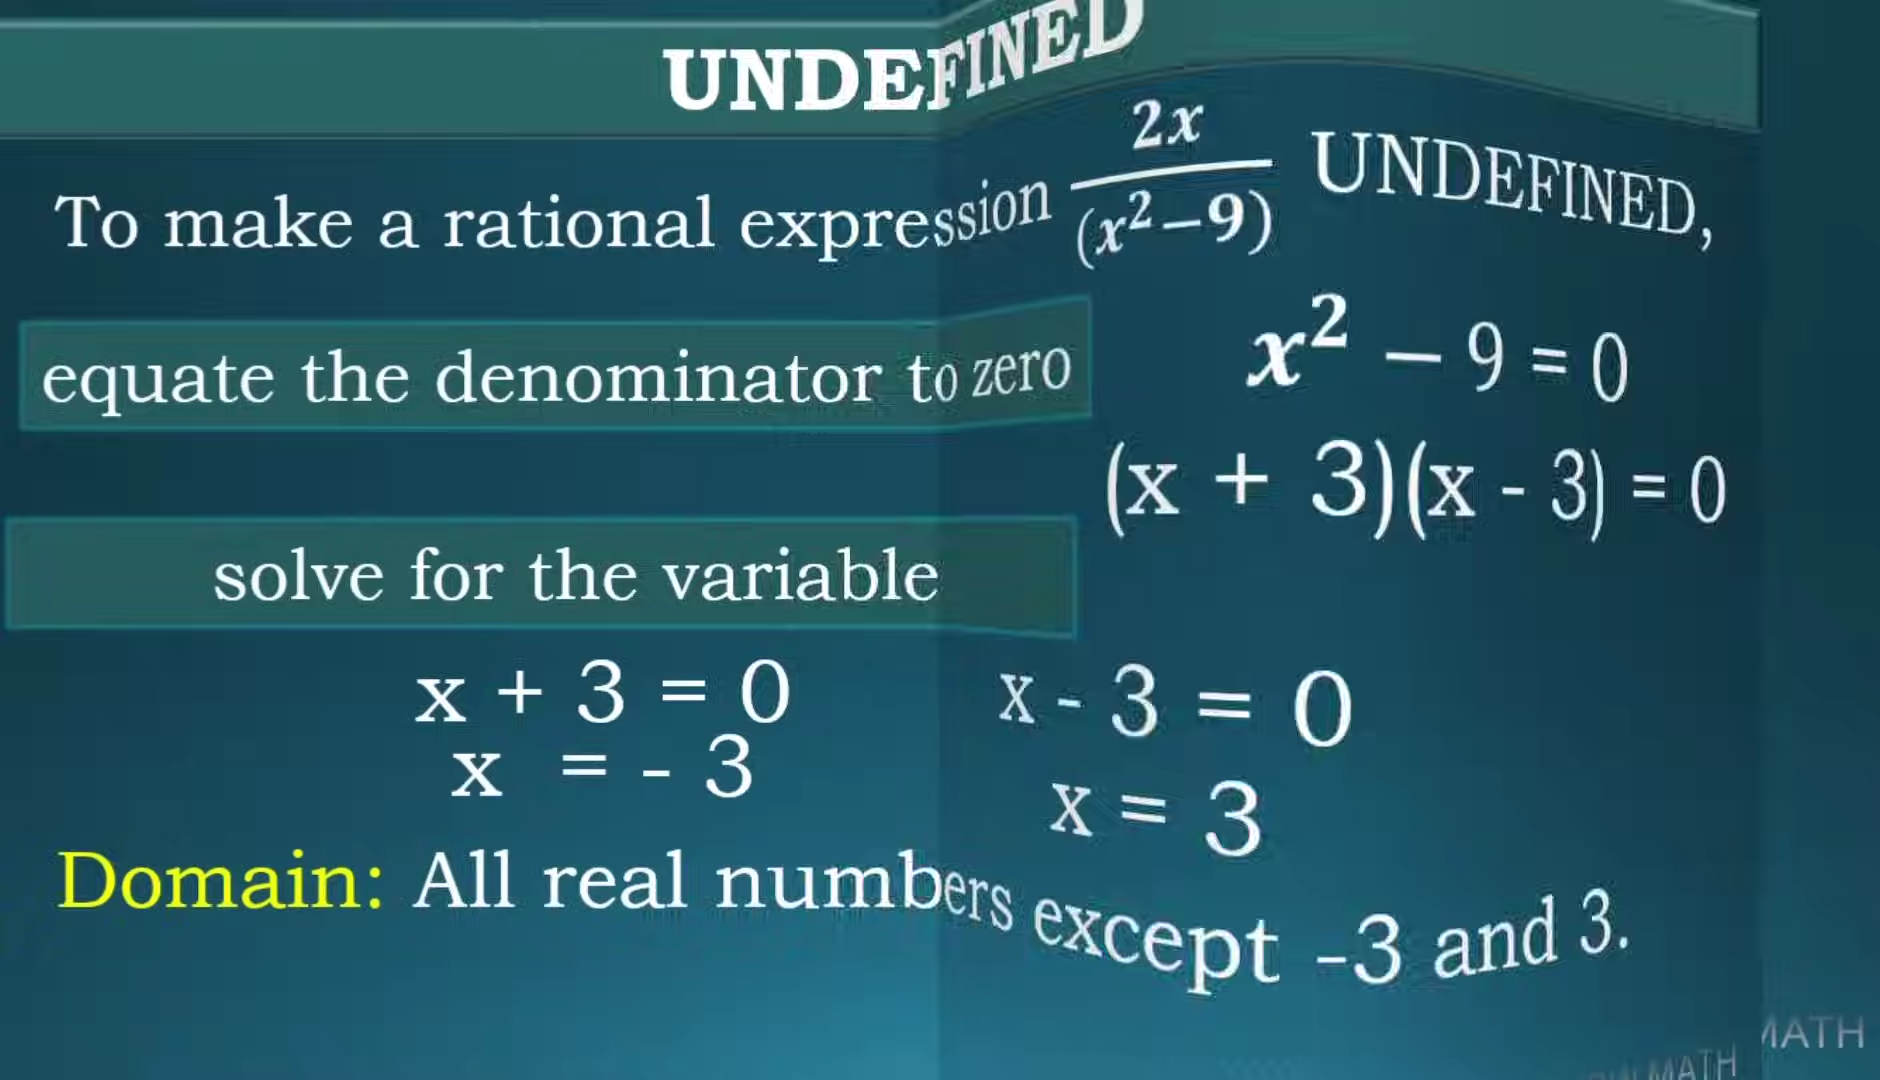 UNDEFINED
To make a rational expression 2x/(x²−9) UNDEFINED,
equate the denominator to zero
x² − 9 = 0
(x + 3)(x - 3) = 0
solve for the variable
x + 3 = 0
x = - 3
x - 3 = 0
x = 3
Domain: All real numbers except -3 and 3.
MATH